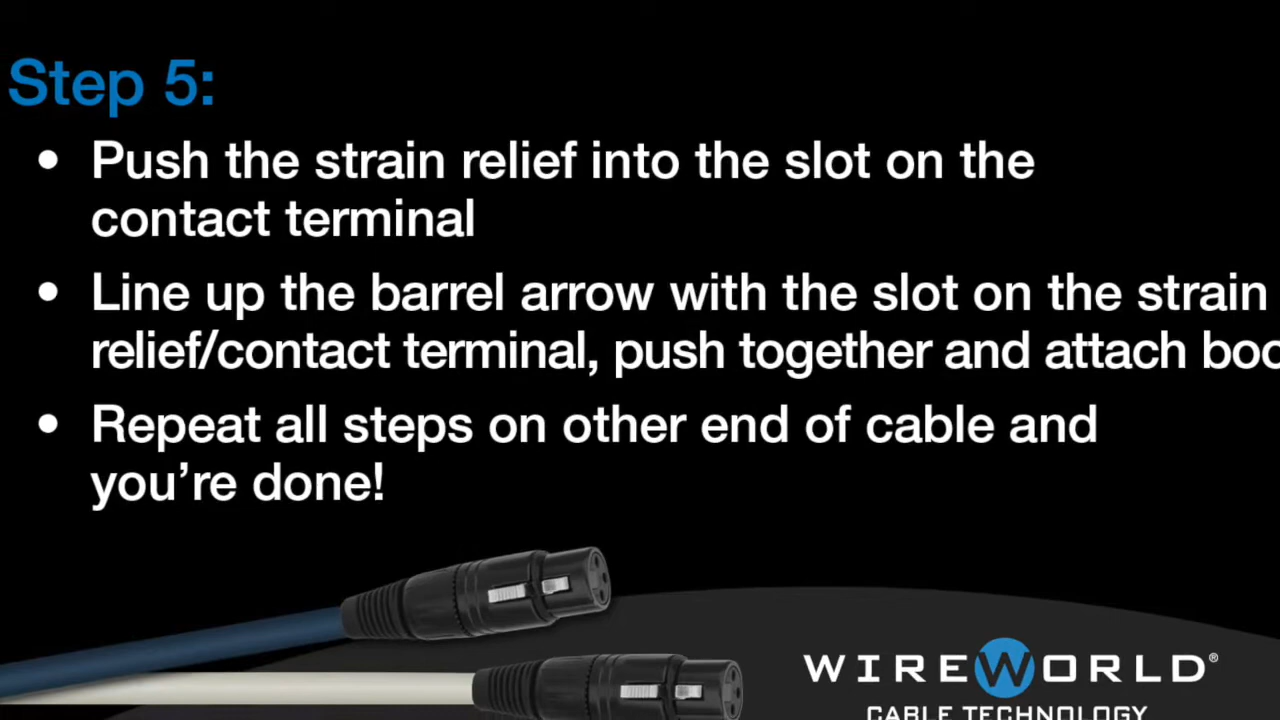 Step 5:
• Push the strain relief into the slot on the
contact terminal
• Line up the barrel arrow with the slot on the strain
relief/contact terminal, push together and attach boo
• Repeat all steps on other end of cable and
you’re done!
WIREWORLD®
CABLE TECHNOLOGY